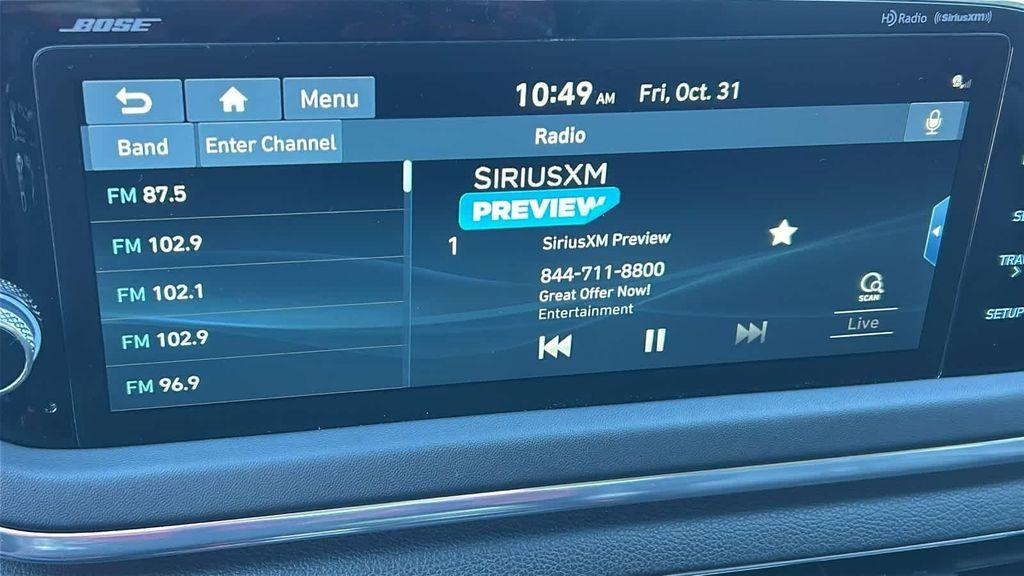 BOSE
HD Radio ((SiriusXM))
Menu
10:49 AM Fri, Oct. 31
Band
Enter Channel
Radio
FM 87.5
FM 102.9
FM 102.1
FM 102.9
FM 96.9
SIRIUSXM
PREVIEW
1
SiriusXM Preview
844-711-8800
Great Offer Now!
Entertainment
SCAN
Live
SETUP